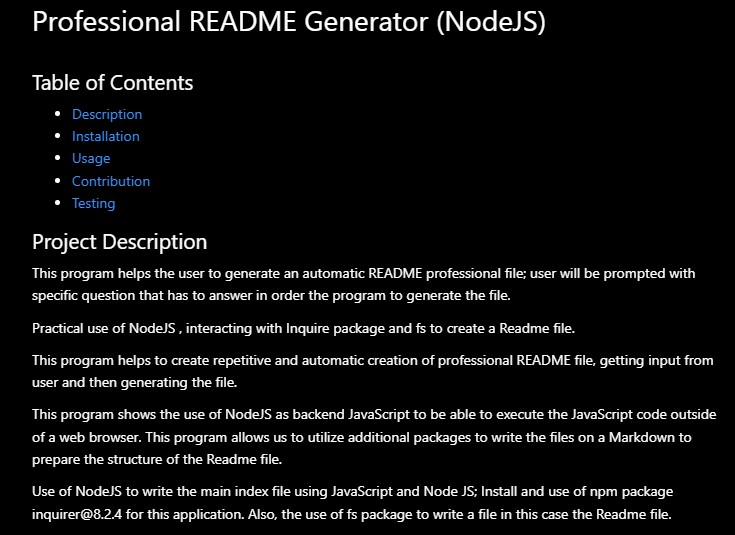 Professional README Generator (NodeJS)
Table of Contents
Description
Installation
Usage
Contribution
Testing
Project Description
This program helps the user to generate an automatic README professional file; user will be prompted with
specific question that has to answer in order the program to generate the file.
Practical use of NodeJS , interacting with Inquire package and fs to create a Readme file.
This program helps to create repetitive and automatic creation of professional README file, getting input from
user and then generating the file.
This program shows the use of NodeJS as backend JavaScript to be able to execute the JavaScript code outside
of a web browser. This program allows us to utilize additional packages to write the files on a Markdown to
prepare the structure of the Readme file.
Use of NodeJS to write the main index file using JavaScript and Node JS; Install and use of npm package
inquirer@8.2.4 for this application. Also, the use of fs package to write a file in this case the Readme file.